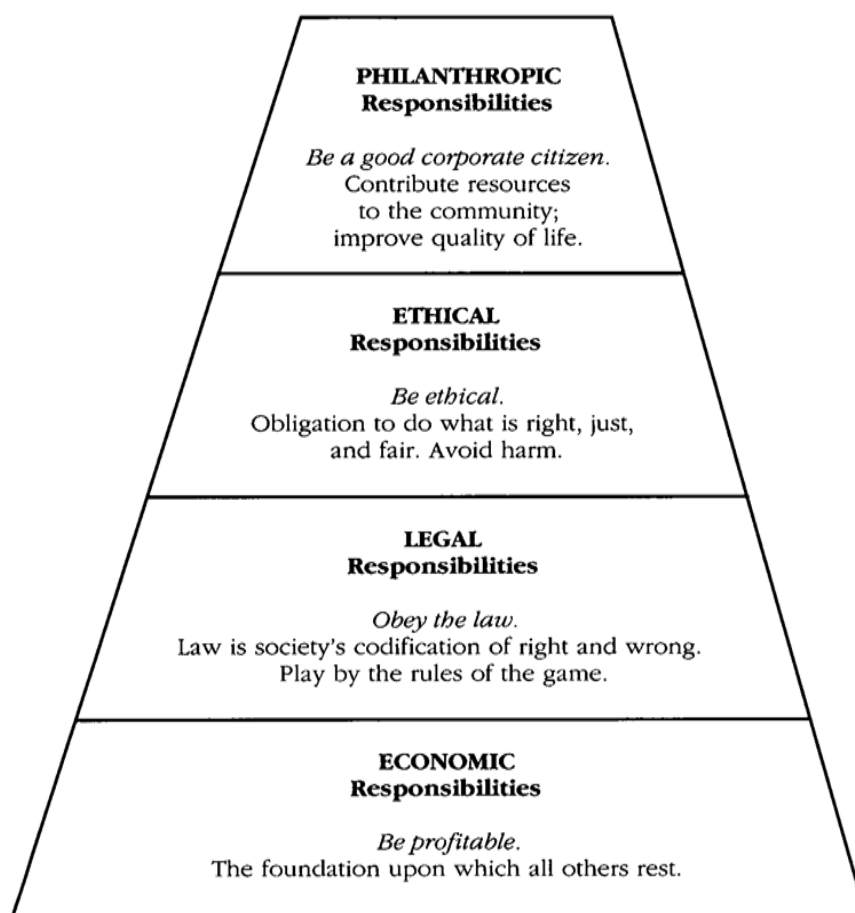 PHILANTHROPIC
Responsibilities
Be a good corporate citizen.
Contribute resources
to the community;
improve quality of life.
ETHICAL
Responsibilities
Be ethical.
Obligation to do what is right, just,
and fair. Avoid harm.
LEGAL
Responsibilities
Obey the law.
Law is society's codification of right and wrong.
Play by the rules of the game.
ECONOMIC
Responsibilities
Be profitable.
The foundation upon which all others rest.